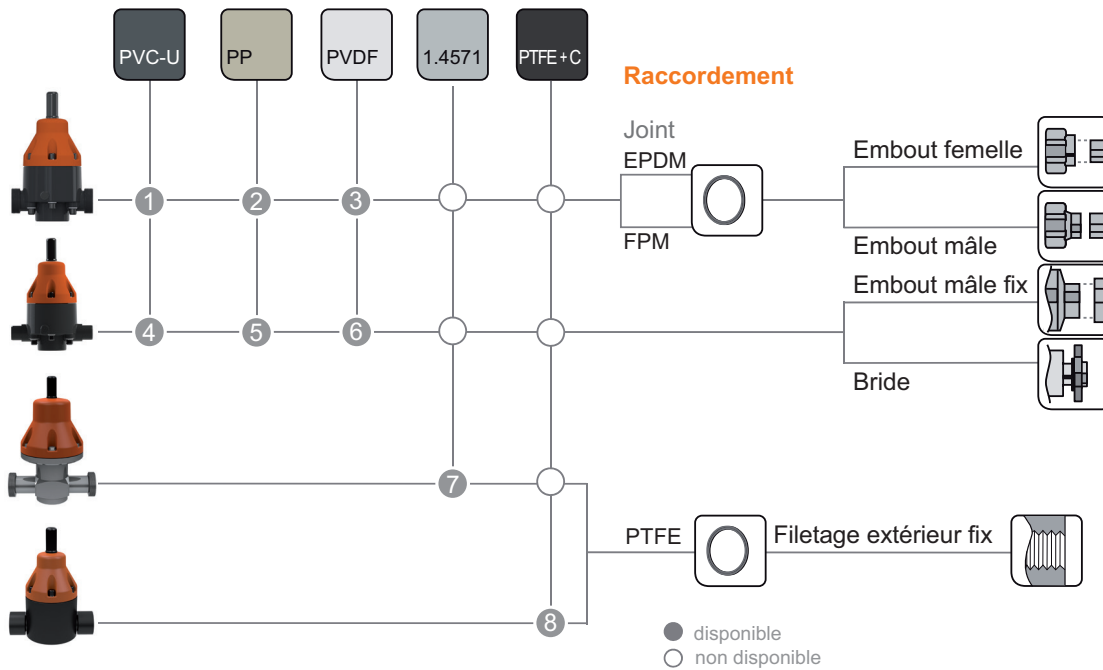 PVC-U PP PVDF 1.4571 PTFE+C
Raccordement
Joint
EPDM
FPM
Embout femelle
Embout mâle
Embout mâle fix
Bride
1 2 3
4 5 6
7
PTFE Filetage extérieur fix
8
disponible
non disponible